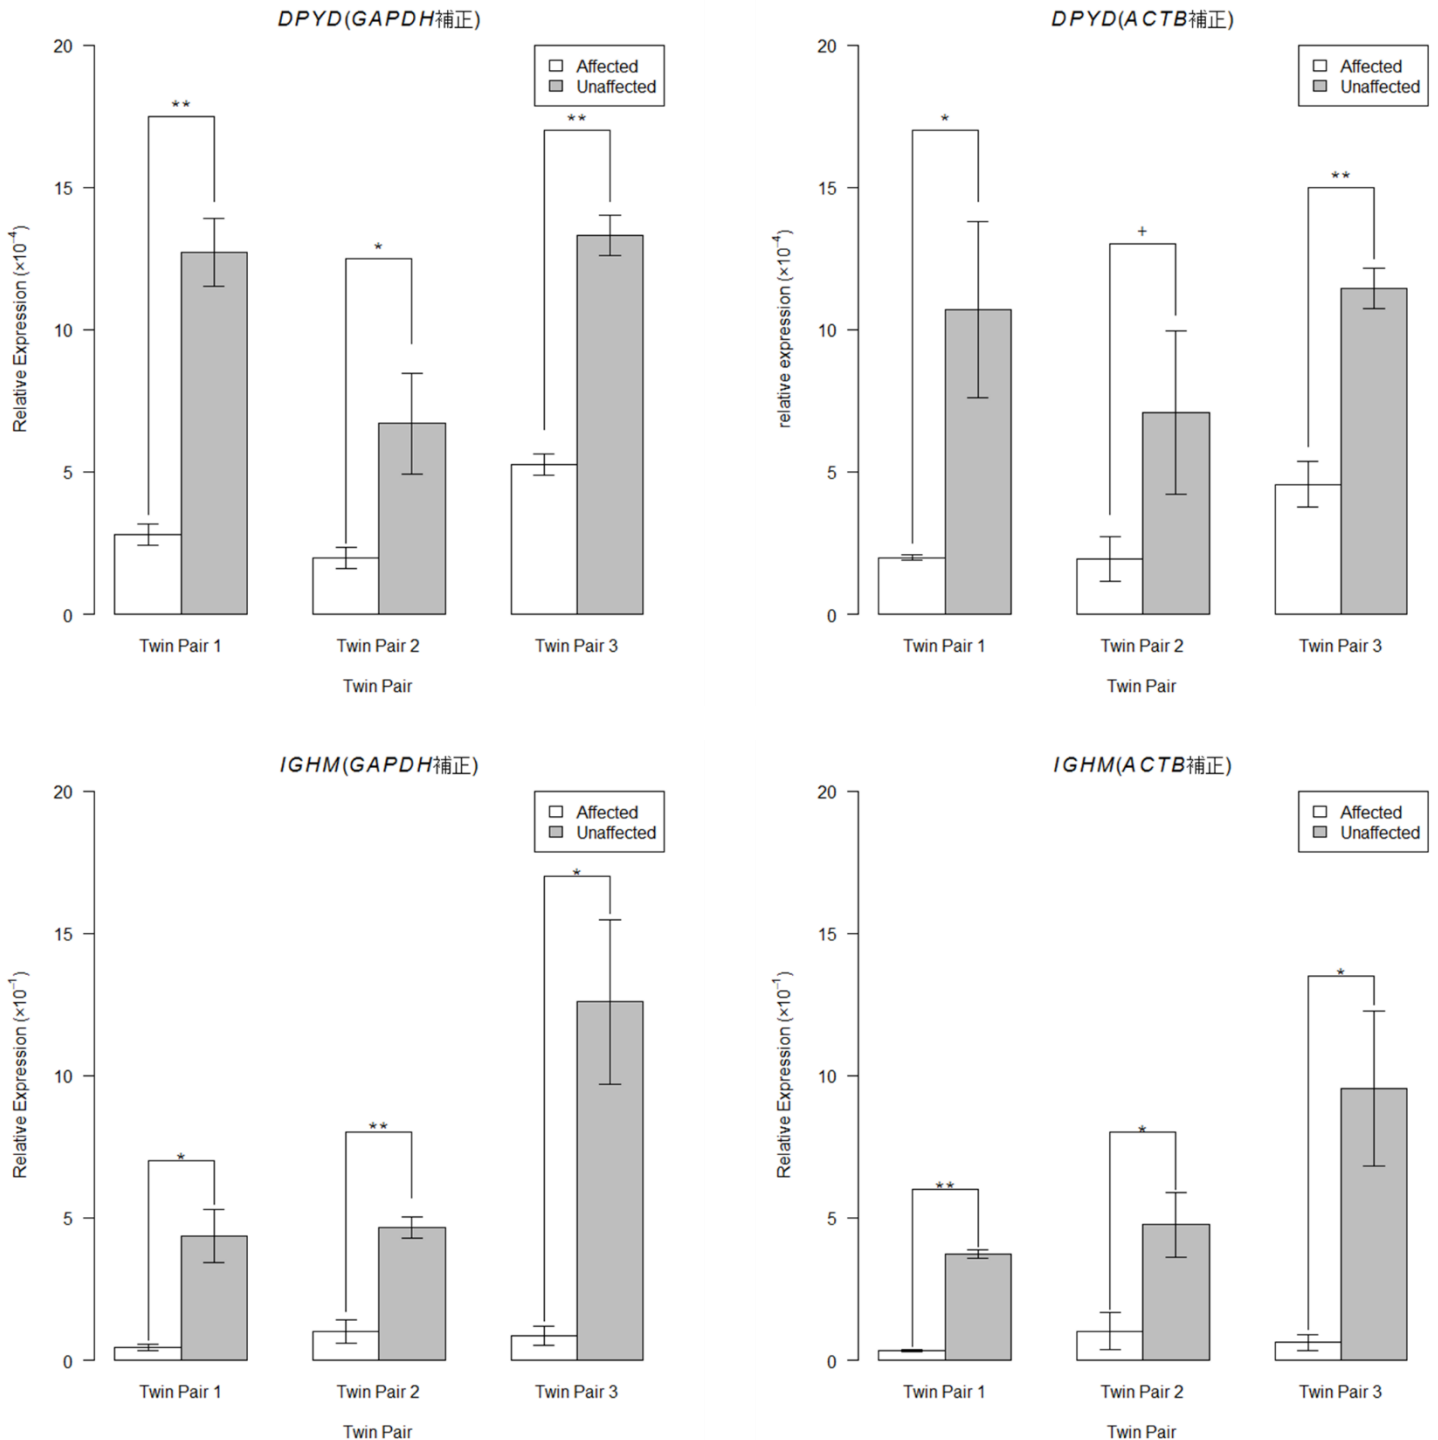 DPYD(GAPDH補正)
20
15
10
5
0
Relative Expression (×10⁻⁴)
Affected
Unaffected
**
*
**
Twin Pair 1
Twin Pair 2
Twin Pair 3
Twin Pair
DPYD(ACTB補正)
20
15
10
5
0
relative expression (×10⁻⁴)
Affected
Unaffected
*
+
**
Twin Pair 1
Twin Pair 2
Twin Pair 3
Twin Pair
IGHM(GAPDH補正)
20
15
10
5
0
Relative Expression (×10⁻¹)
Affected
Unaffected
*
**
*
Twin Pair 1
Twin Pair 2
Twin Pair 3
Twin Pair
IGHM(ACTB補正)
20
15
10
5
0
Relative Expression (×10⁻¹)
Affected
Unaffected
**
*
*
Twin Pair 1
Twin Pair 2
Twin Pair 3
Twin Pair